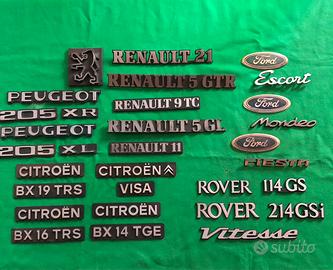 RENAULT 21
RENAULT 5 GTR
RENAULT 9 TC
RENAULT 5 GL
RENAULT 11
PEUGEOT
205 XR
PEUGEOT
205 XL
CITROËN
BX 19 TRS
CITROËN
VISA
CITROËN
BX 16 TRS
CITROËN
BX 14 TGE
Ford
Escort
Ford
Mondeo
Ford
FIESTA
ROVER 114 GS
ROVER 214 GSi
Vitesse
subito